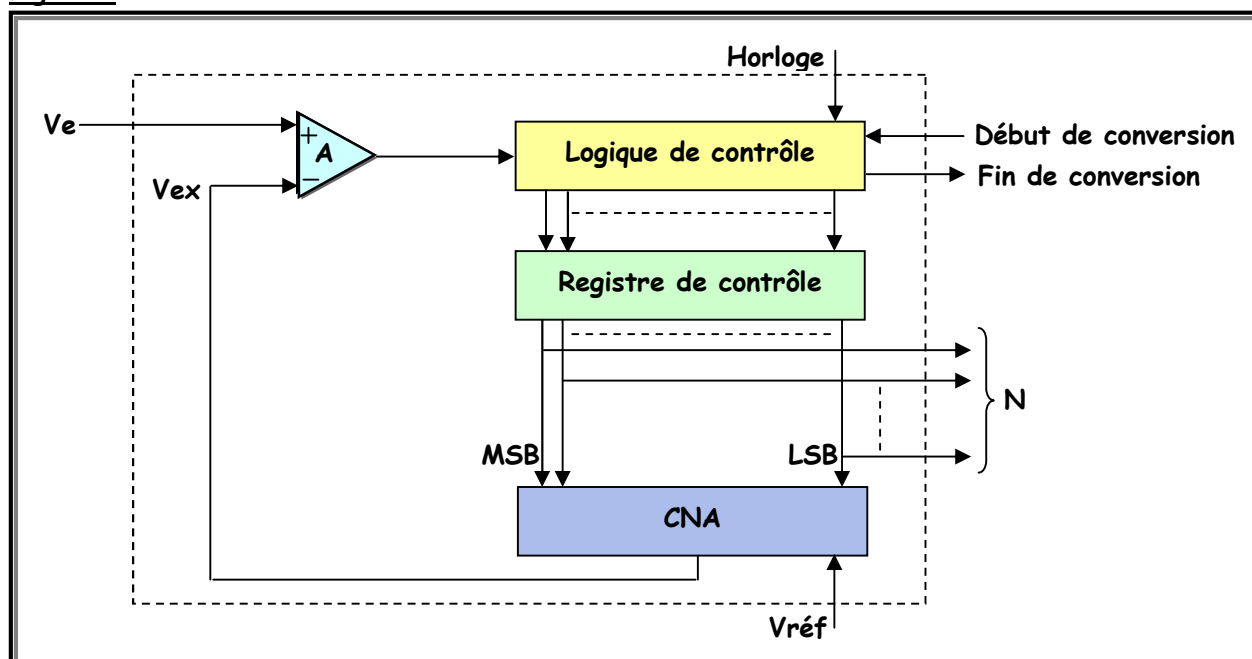 Horloge
Ve
+
A
Logique de contrôle
Début de conversion
Vex
−
Fin de conversion
Registre de contrôle
N
MSB
LSB
CNA
Vréf